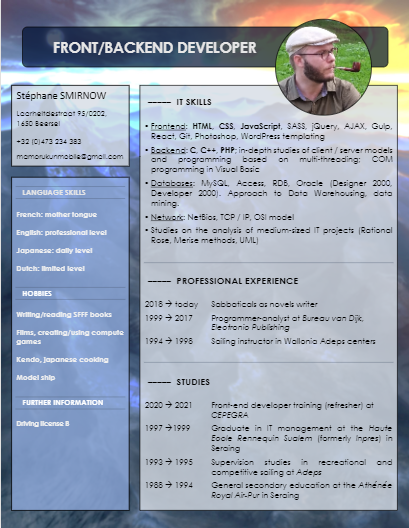 FRONT/BACKEND DEVELOPER
Stéphane SMIRNOW
Laarheidestraat 95/0202,
1650 Beersel
+32 (0)473 234 383
mamorukunmobile@gmail.com
LANGUAGE SKILLS
French: mother tongue
English: professional level
Japanese: daily level
Dutch: limited level
HOBBIES
Writing/reading SFFF books
Films, creating/using compute
games
Kendo, japanese cooking
Model ship
FURTHER INFORMATION
Driving license B
IT SKILLS
• Frontend: HTML, CSS, JavaScript, SASS, jQuery, AJAX, Gulp,
React, Git, Photoshop, WordPress templating
• Backend: C, C++, PHP; in-depth studies of client / server models
and programming based on multi-threading; COM
programming in Visual Basic
• Databases: MySQL, Access, RDB, Oracle (Designer 2000,
Developer 2000). Approach to Data Warehousing, data
mining.
• Network: NetBios, TCP / IP, OSI model
• Studies on the analysis of medium-sized IT projects (Rational
Rose, Merise methods, UML)
PROFESSIONAL EXPERIENCE
2018 → today Sabbaticals as novels writer
1999 → 2017 Programmer-analyst at Bureau van Dijk,
Electronic Publishing
1994 → 1998 Sailing instructor in Wallonia Adeps centers
STUDIES
2020 → 2021 Front-end developer training (refresher) at
CEPEGRA
1997 →1999 Graduate in IT management at the Haute
Ecole Rennequin Sualem (formerly Inpres) in
Seraing
1993 → 1995 Supervision studies in recreational and
competitive sailing at Adeps
1988 → 1994 General secondary education at the Athénée
Royal Air-Pur in Seraing